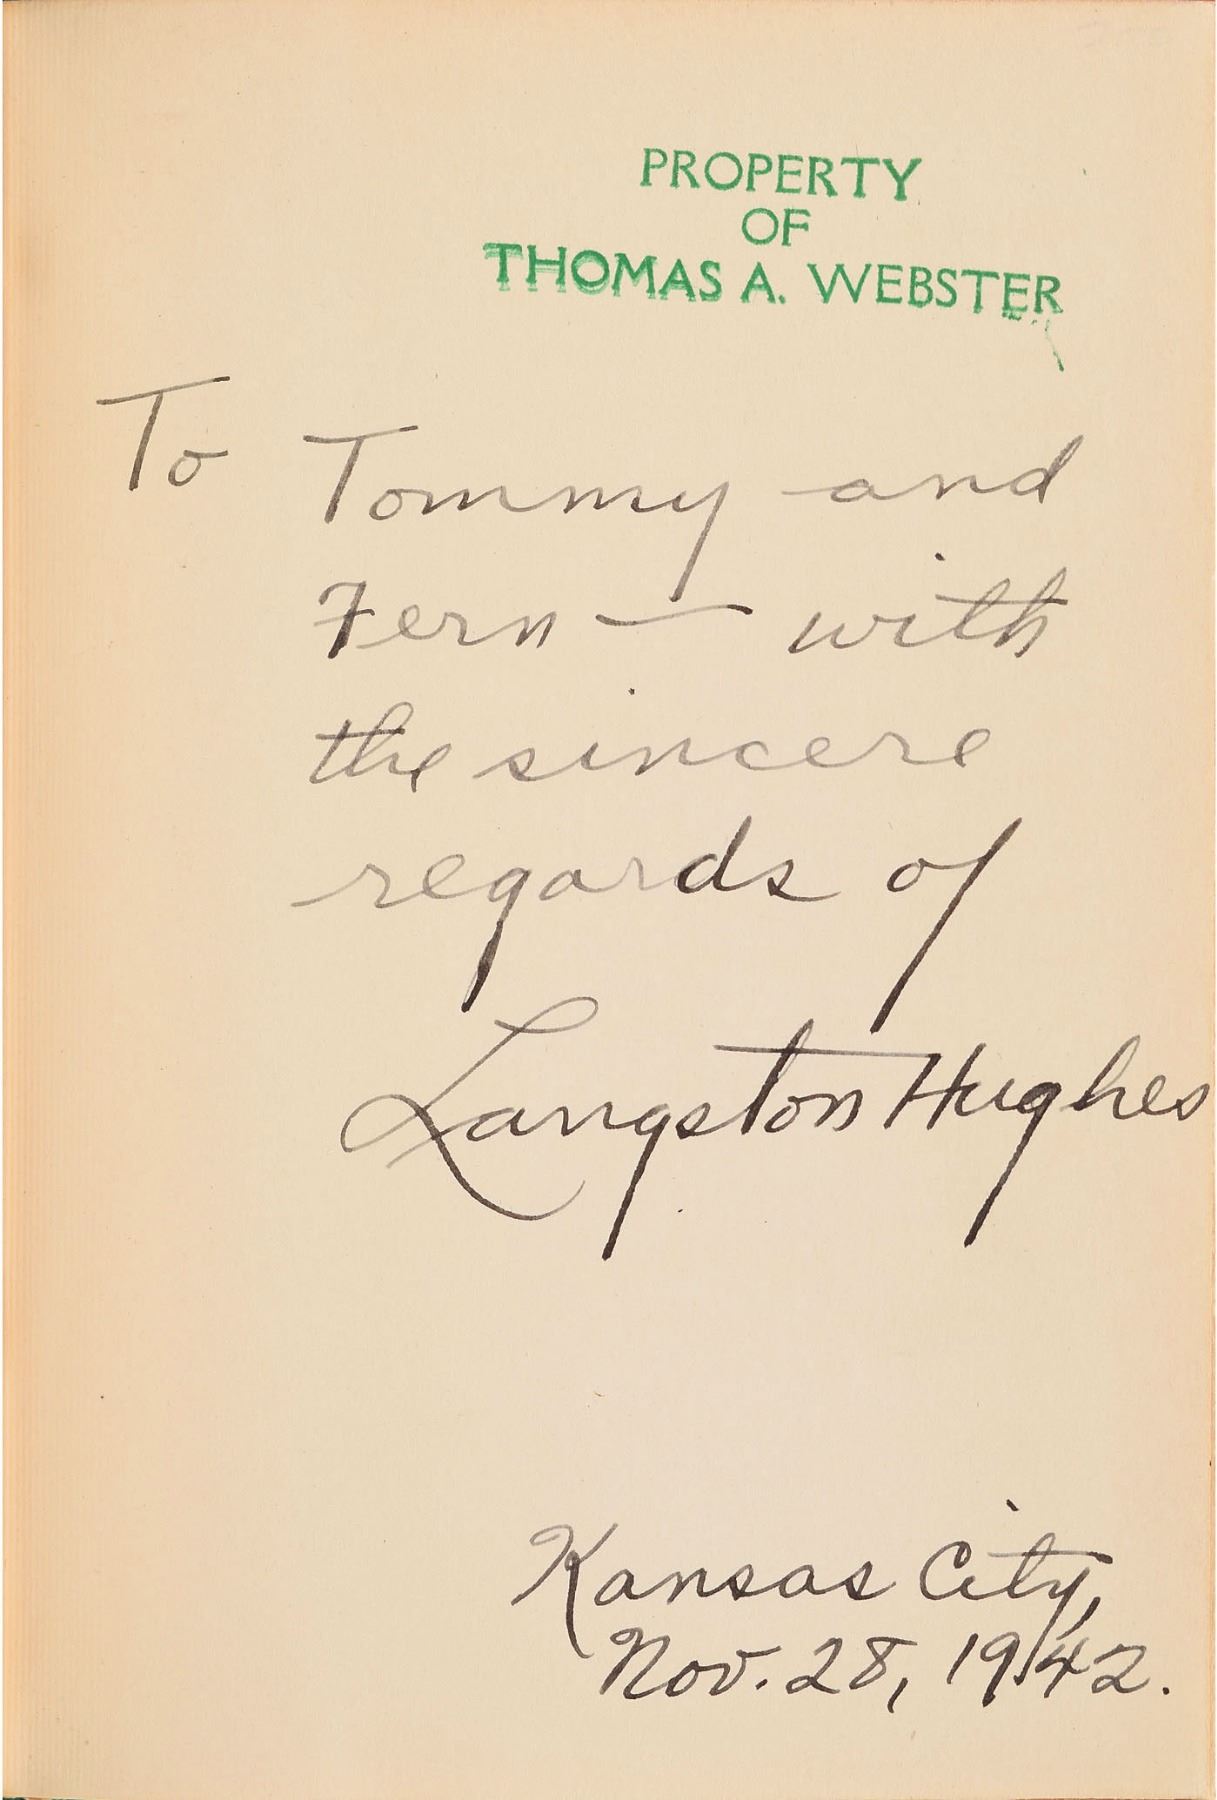 PROPERTY
OF
THOMAS A. WEBSTER
To Tommy and
Fern — with
the sincere
regards of
Langston Hughes
Kansas City,
Nov. 28, 1942.